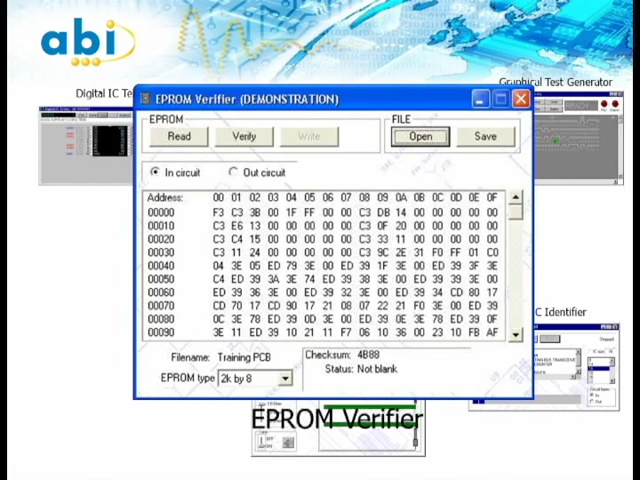 abi
Graphical Test Generator
Digital IC Te
EPROM Verifier (DEMONSTRATION)
EPROM
FILE
Read Verify Write Open Save
In circuit Out circuit
Address: 00 01 02 03 04 05 06 07 08 09 0A 0B 0C 0D 0E 0F
00000 F3 C3 3B 00 1F FF 00 00 00 C3 DB 14 00 00 00 00
00010 C3 E6 13 00 00 00 00 00 00 C3 0F 20 00 00 00 00
00020 C3 C4 15 00 00 00 00 00 00 C3 33 11 00 00 00 00
00030 C3 11 24 00 00 00 00 00 00 C3 9C 2E 31 F0 FF 01 C0
00040 04 3E 05 ED 79 3E 00 ED 39 1F 3E 00 ED 39 3F 3E
00050 C4 ED 39 3A 3E 74 ED 39 38 3E 00 ED 39 39 3E 00
00060 ED 39 36 3E 00 ED 39 32 3E 00 ED 39 34 CD 80 17
00070 CD 70 17 CD 90 17 21 08 07 22 21 F0 3E 00 ED 39
00080 0C 3E 78 ED 39 0D 3E 00 ED 39 0E 3E 78 ED 39 0F
00090 3E 11 ED 39 10 21 11 F7 06 10 36 00 23 10 FB AF
C Identifier
Filename: Training PCB
Checksum: 4B88
Status: Not blank
EPROM type 2k by 8
EPROM Verifier